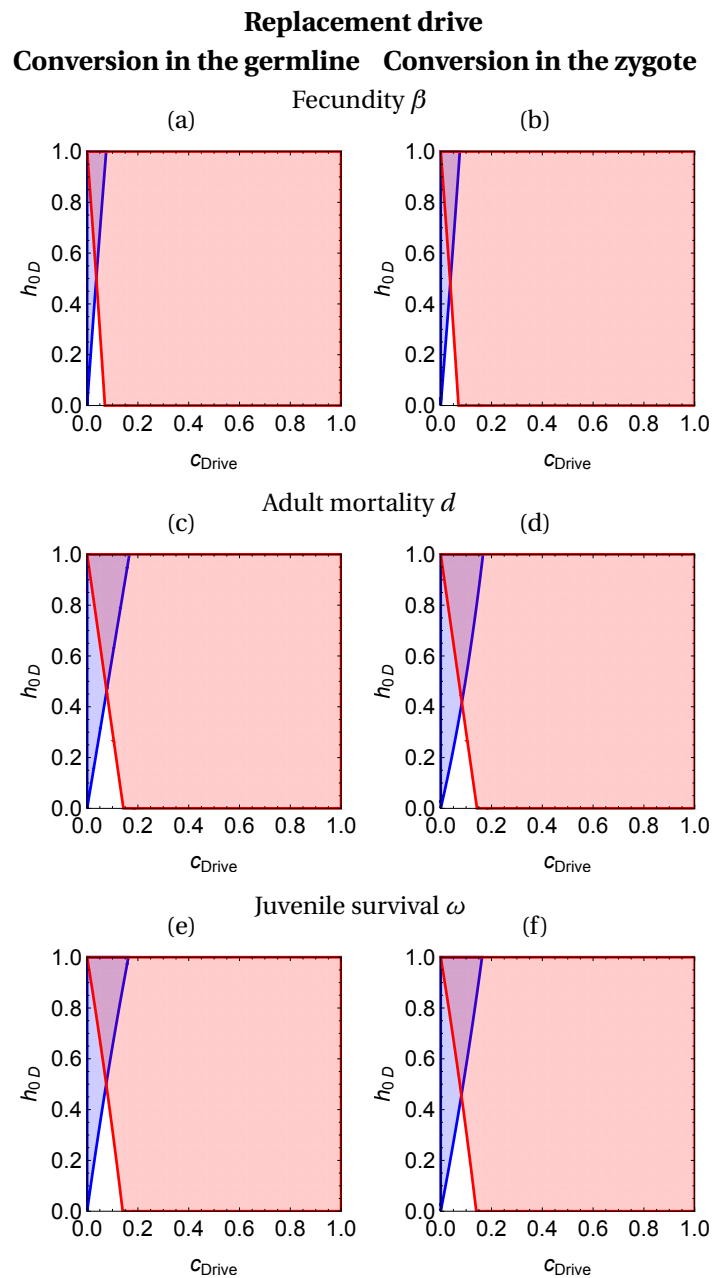 Replacement drive
Conversion in the germline Conversion in the zygote
Fecundity β
(a) (b)
1.0 1.0
0.8 0.8
0.6 0.6
h0D h0D
0.4 0.4
0.2 0.2
0.0 0.0
0.0 0.2 0.4 0.6 0.8 1.0 0.0 0.2 0.4 0.6 0.8 1.0
cDrive cDrive
Adult mortality d
(c) (d)
1.0 1.0
0.8 0.8
0.6 0.6
h0D h0D
0.4 0.4
0.2 0.2
0.0 0.0
0.0 0.2 0.4 0.6 0.8 1.0 0.0 0.2 0.4 0.6 0.8 1.0
cDrive cDrive
Juvenile survival ω
(e) (f)
1.0 1.0
0.8 0.8
0.6 0.6
h0D h0D
0.4 0.4
0.2 0.2
0.0 0.0
0.0 0.2 0.4 0.6 0.8 1.0 0.0 0.2 0.4 0.6 0.8 1.0
cDrive cDrive